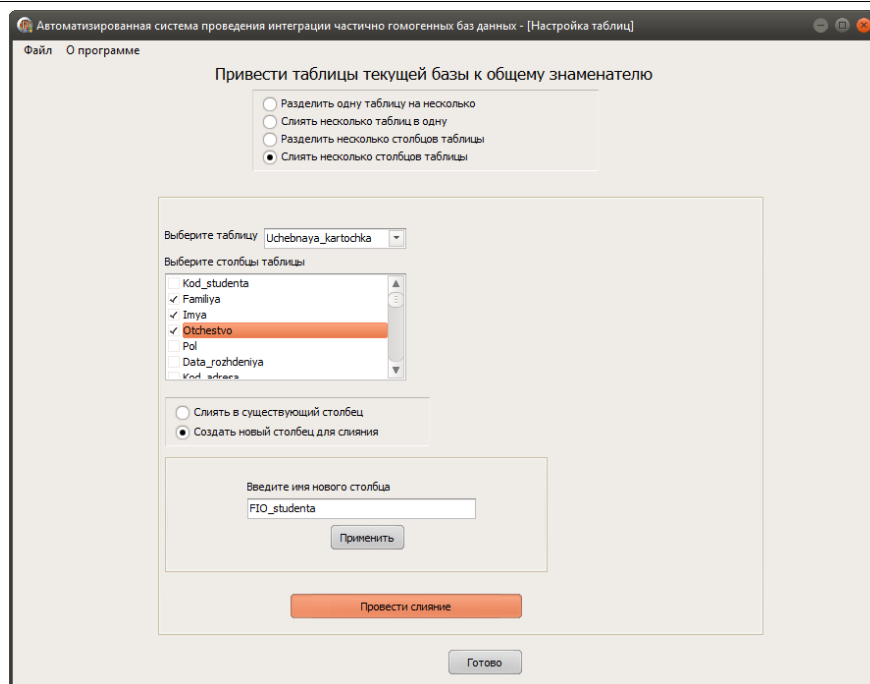 Автоматизированная система проведения интеграции частично гомогенных баз данных - [Настройка таблиц]
Файл О программе
Привести таблицы текущей базы к общему знаменателю
Разделить одну таблицу на несколько
Слиять несколько таблиц в одну
Разделить несколько столбцов таблицы
Слиять несколько столбцов таблицы
Выберите таблицу Uchebnaya_kartochka
Выберите столбцы таблицы
Kod_studenta
Familiya
Imya
Otchestvo
Pol
Data_rozhdeniya
Kod_adresa
Слиять в существующий столбец
Создать новый столбец для слияния
Введите имя нового столбца
FIO_studenta
Применить
Провести слияние
Готово